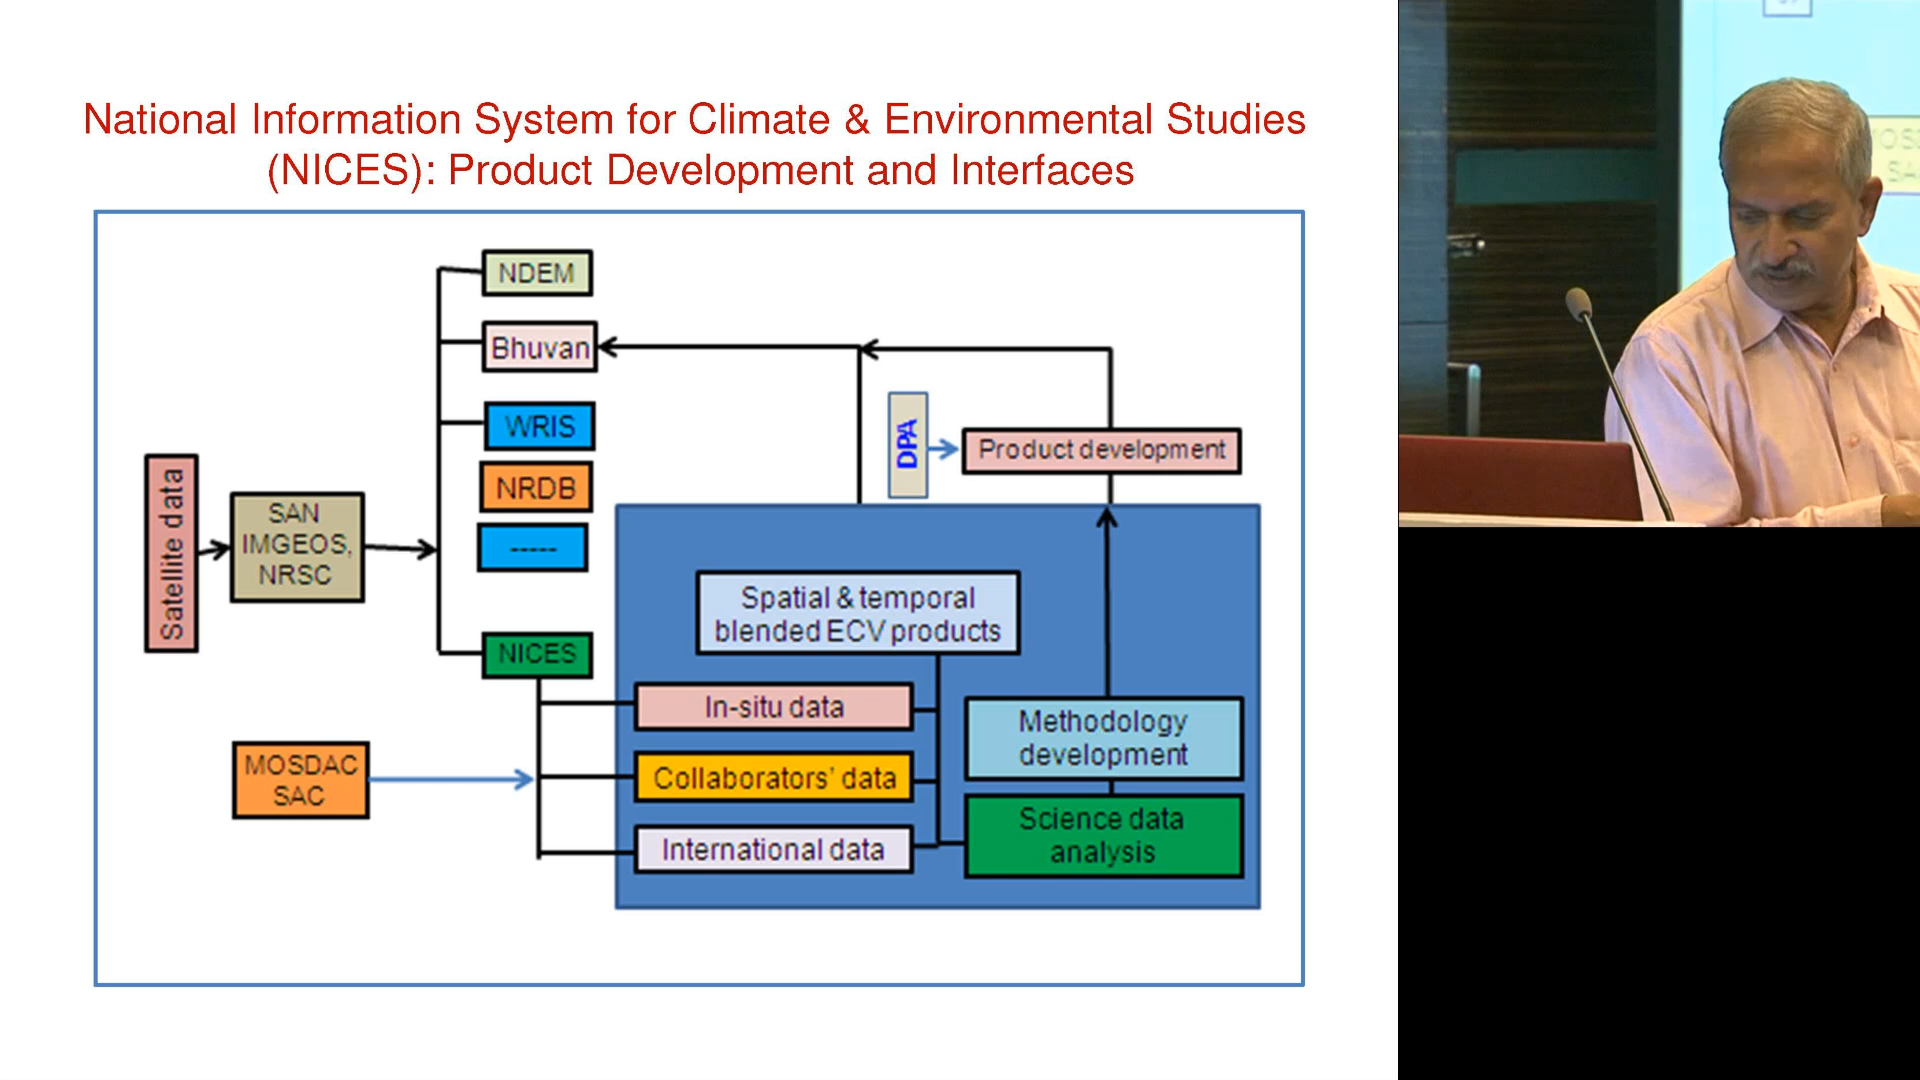 National Information System for Climate & Environmental Studies
(NICES): Product Development and Interfaces
NDEM
Bhuvan
WRIS
NRDB
-----
NICES
Satellite data
SAN
IMGEOS,
NRSC
MOSDAC
SAC
DPA
Product development
Spatial & temporal
blended ECV products
In-situ data
Collaborators' data
International data
Methodology
development
Science data
analysis